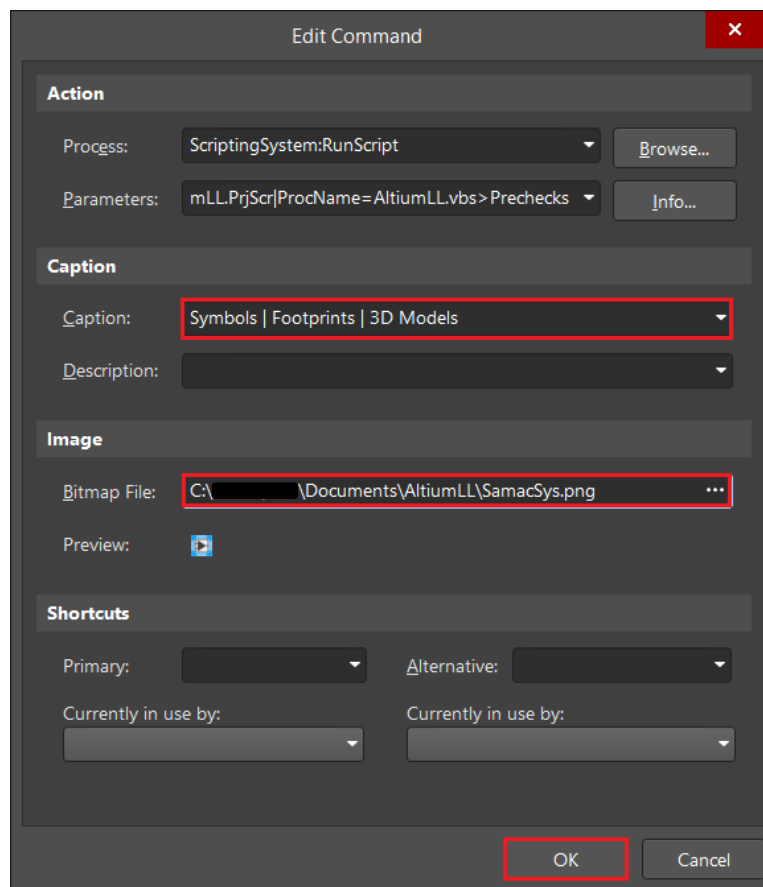 Edit Command
Action
Process: ScriptingSystem:RunScript Browse...
Parameters: mLL.PrjScr|ProcName=AltiumLL.vbs>Prechecks Info...
Caption
Caption: Symbols | Footprints | 3D Models
Description:
Image
Bitmap File: C:\ \Documents\AltiumLL\SamacSys.png ...
Preview:
Shortcuts
Primary: Alternative:
Currently in use by: Currently in use by:
OK Cancel